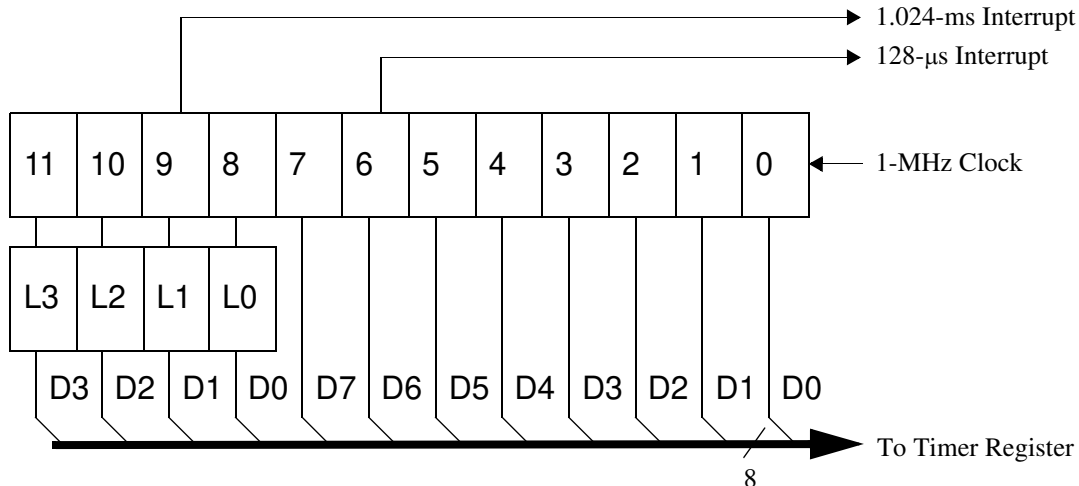 1.024-ms Interrupt
128-μs Interrupt
11 10 9 8 7 6 5 4 3 2 1 0
1-MHz Clock
L3 L2 L1 L0
D3 D2 D1 D0 D7 D6 D5 D4 D3 D2 D1 D0
To Timer Register
8